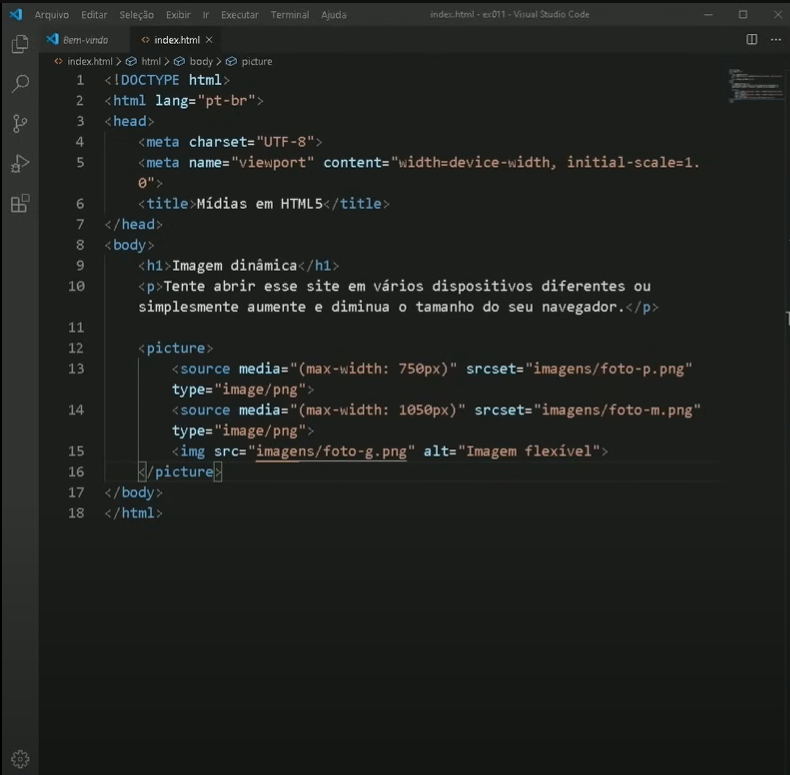 Arquivo Editar Seleção Exibir Ir Executar Terminal Ajuda index.html - ex011 - Visual Studio Code
Bem-vindo index.html
index.html > html > body > picture
1 <!DOCTYPE html>
2 <html lang="pt-br">
3 <head>
4 <meta charset="UTF-8">
5 <meta name="viewport" content="width=device-width, initial-scale=1.
0">
6 <title>Mídias em HTML5</title>
7 </head>
8 <body>
9 <h1>Imagem dinâmica</h1>
10 <p>Tente abrir esse site em vários dispositivos diferentes ou
simplesmente aumente e diminua o tamanho do seu navegador.</p>
11
12 <picture>
13 <source media="(max-width: 750px)" srcset="imagens/foto-p.png"
type="image/png">
14 <source media="(max-width: 1050px)" srcset="imagens/foto-m.png"
type="image/png">
15 <img src="imagens/foto-g.png" alt="Imagem flexível">
16 </picture>
17 </body>
18 </html>